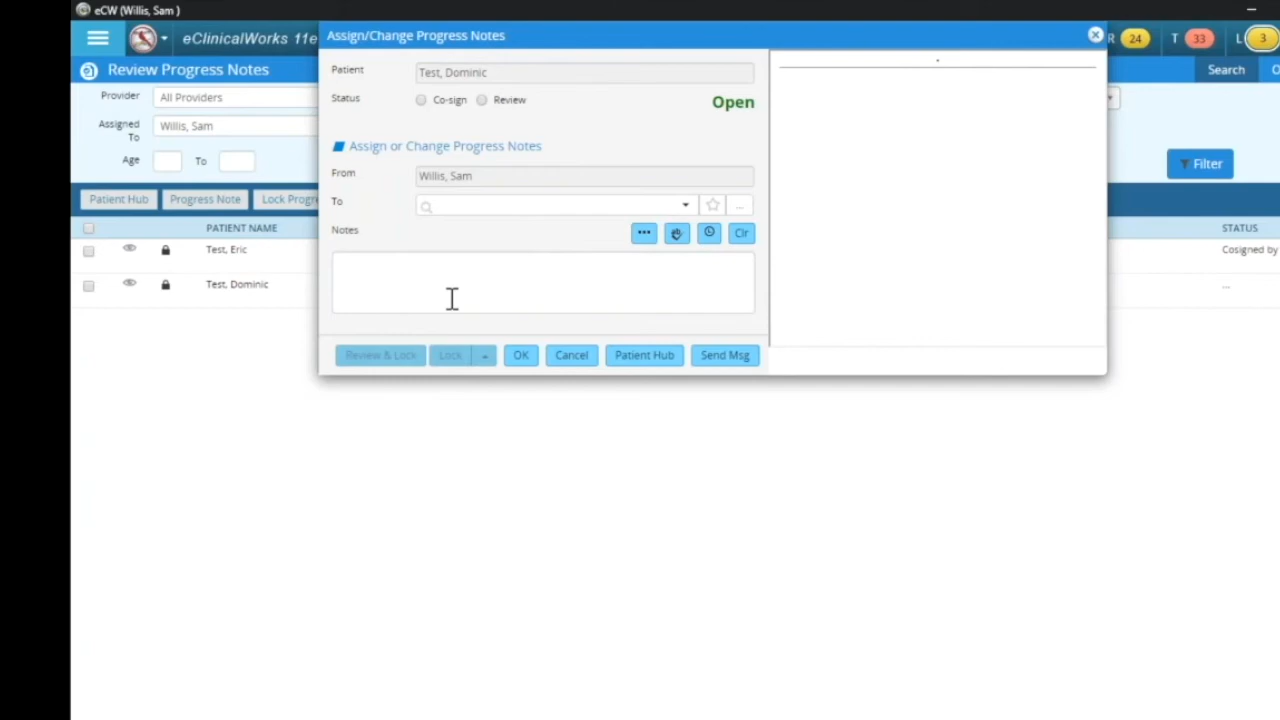 eCW (Willis, Sam )
eClinicalWorks 11e
R 24 T 33 L 3
Review Progress Notes
Search
Provider All Providers
Assigned To Willis, Sam
Age To
Filter
Patient Hub Progress Note Lock Progre
PATIENT NAME STATUS
Test, Eric Cosigned by
Test, Dominic ...
Assign/Change Progress Notes
Patient Test, Dominic
Status Co-sign Review Open
Assign or Change Progress Notes
From Willis, Sam
To ...
Notes ••• Clr
Review & Lock Lock OK Cancel Patient Hub Send Msg